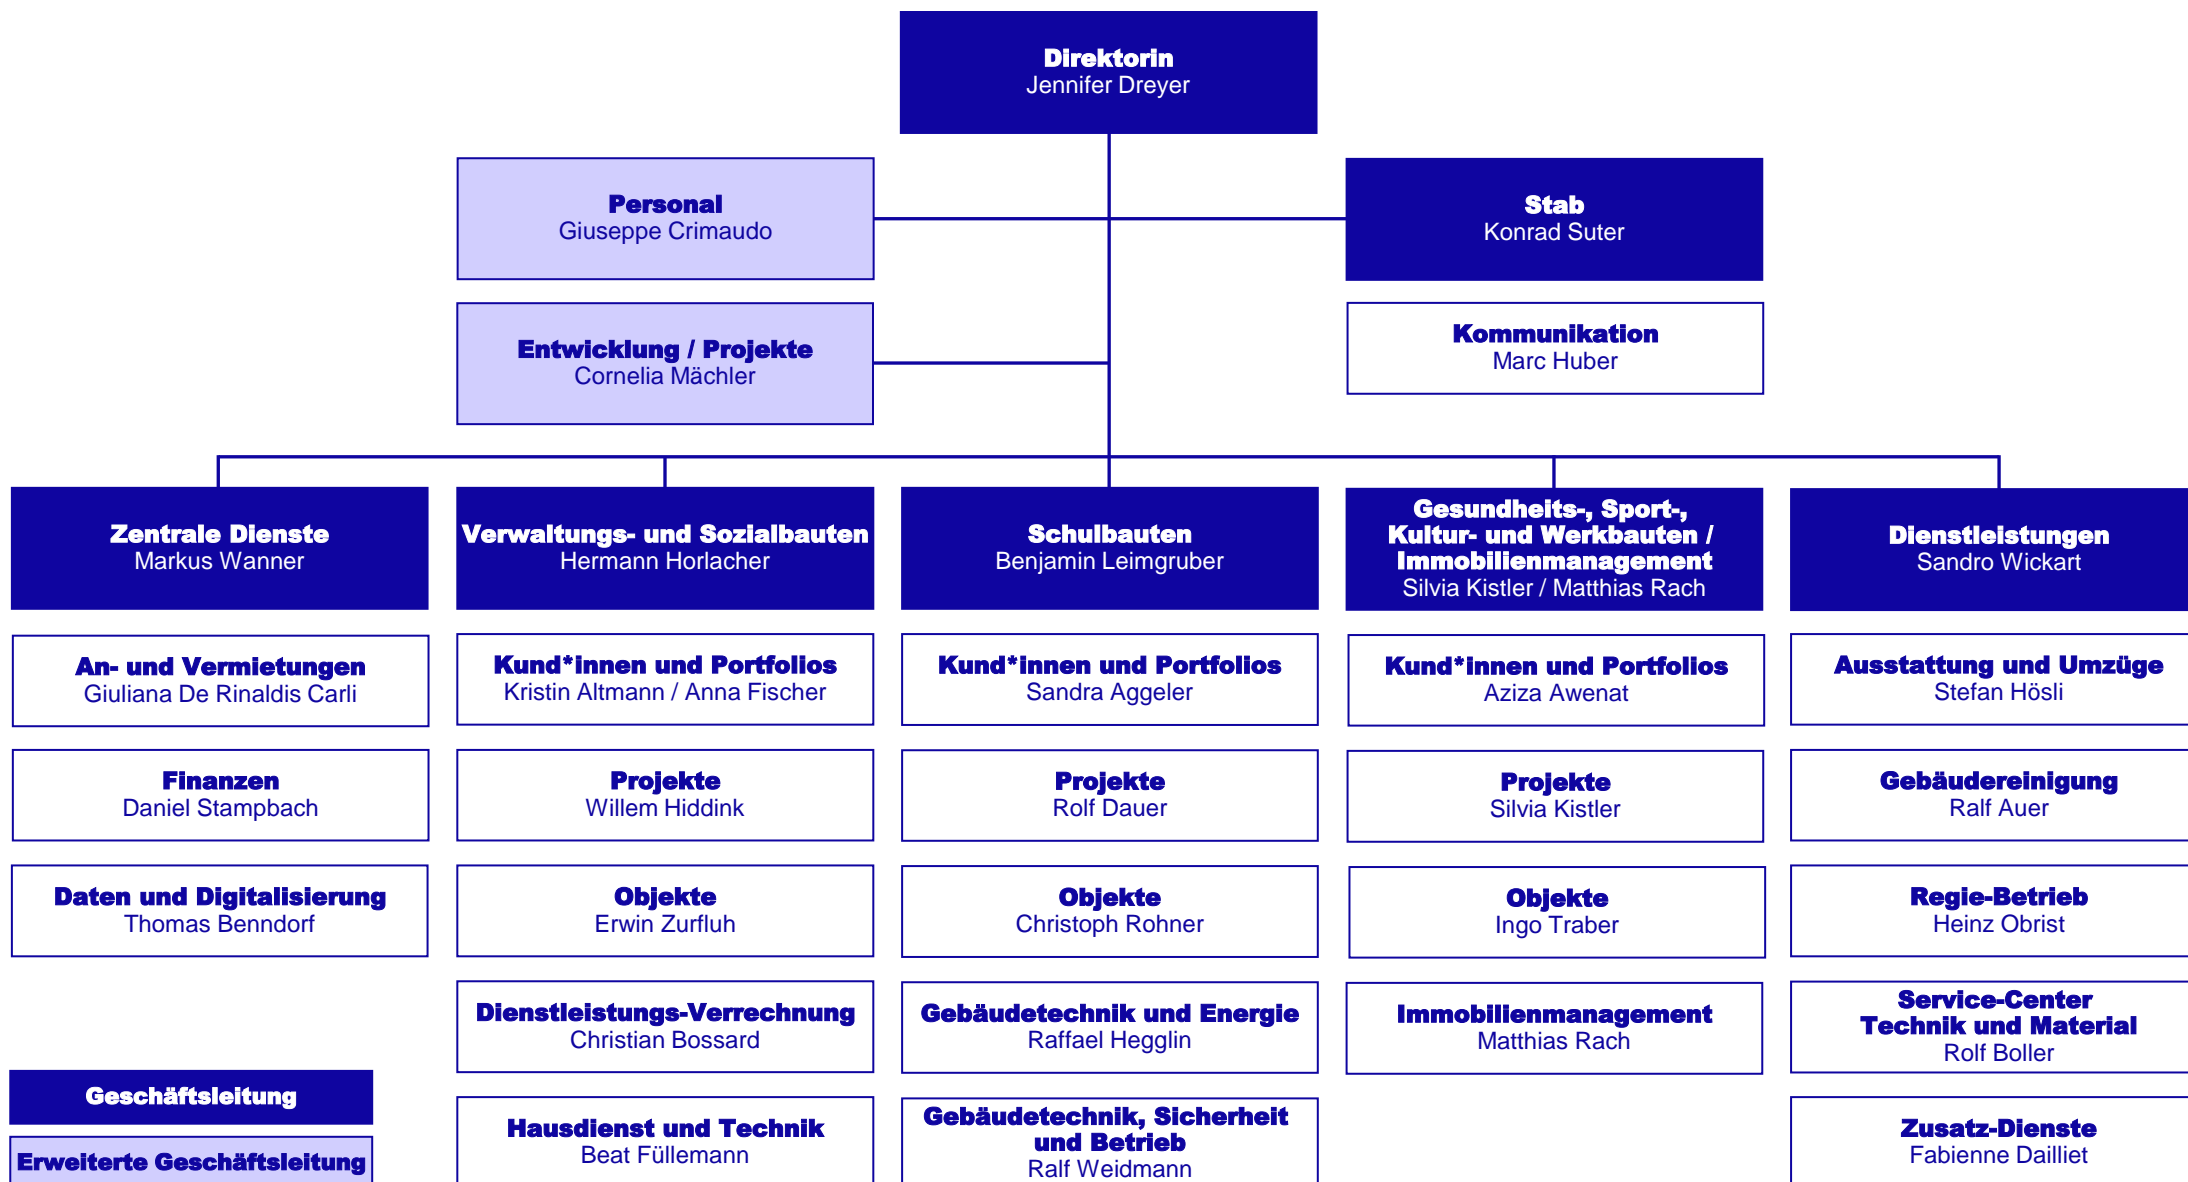 Direktorin
Jennifer Dreyer
Personal
Giuseppe Crimaudo
Stab
Konrad Suter
Entwicklung / Projekte
Cornelia Mächler
Kommunikation
Marc Huber
Zentrale Dienste
Markus Wanner
An- und Vermietungen
Giuliana De Rinaldis Carli
Finanzen
Daniel Stampbach
Daten und Digitalisierung
Thomas Benndorf
Verwaltungs- und Sozialbauten
Hermann Horlacher
Kund*innen und Portfolios
Kristin Altmann / Anna Fischer
Projekte
Willem Hiddink
Objekte
Erwin Zurfluh
Dienstleistungs-Verrechnung
Christian Bossard
Hausdienst und Technik
Beat Füllemann
Schulbauten
Benjamin Leimgruber
Kund*innen und Portfolios
Sandra Aggeler
Projekte
Rolf Dauer
Objekte
Christoph Rohner
Gebäudetechnik und Energie
Raffael Hegglin
Gebäudetechnik, Sicherheit
und Betrieb
Ralf Weidmann
Gesundheits-, Sport-,
Kultur- und Werkbauten /
Immobilienmanagement
Silvia Kistler / Matthias Rach
Kund*innen und Portfolios
Aziza Awenat
Projekte
Silvia Kistler
Objekte
Ingo Traber
Immobilienmanagement
Matthias Rach
Dienstleistungen
Sandro Wickart
Ausstattung und Umzüge
Stefan Hösli
Gebäudereinigung
Ralf Auer
Regie-Betrieb
Heinz Obrist
Service-Center
Technik und Material
Rolf Boller
Zusatz-Dienste
Fabienne Dailliet
Geschäftsleitung
Erweiterte Geschäftsleitung